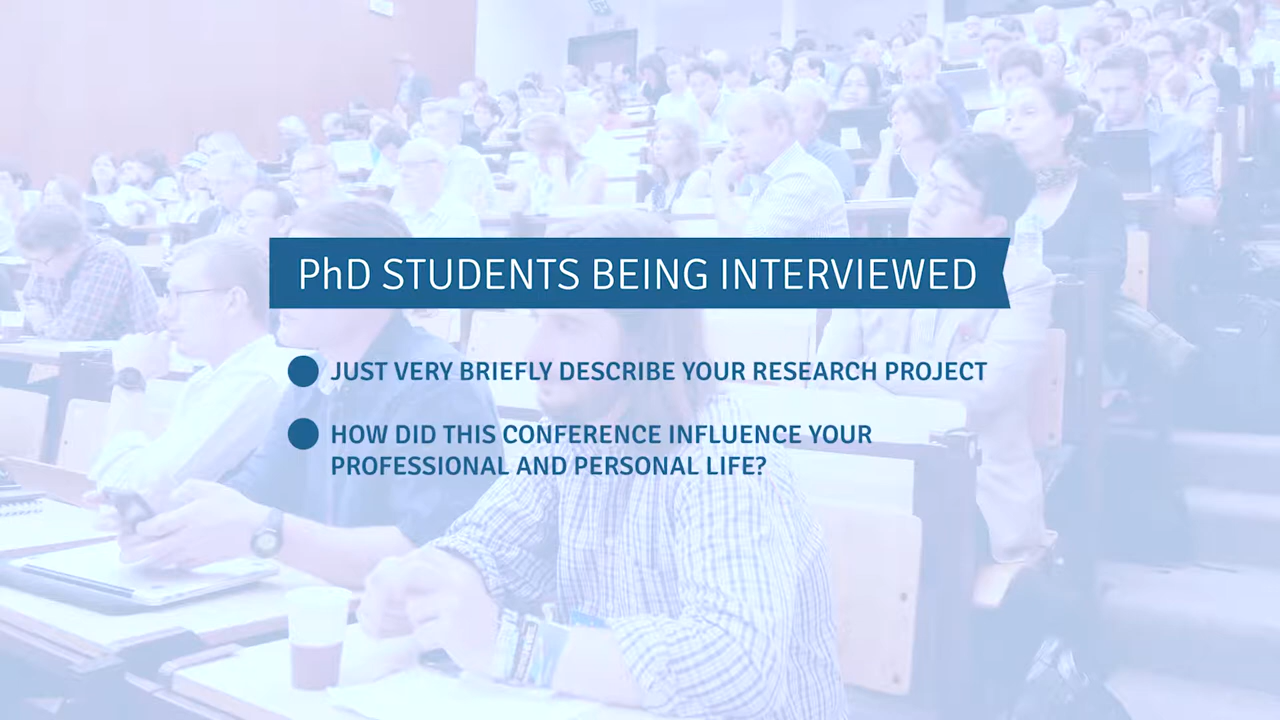 PhD STUDENTS BEING INTERVIEWED
JUST VERY BRIEFLY DESCRIBE YOUR RESEARCH PROJECT
HOW DID THIS CONFERENCE INFLUENCE YOUR
PROFESSIONAL AND PERSONAL LIFE?